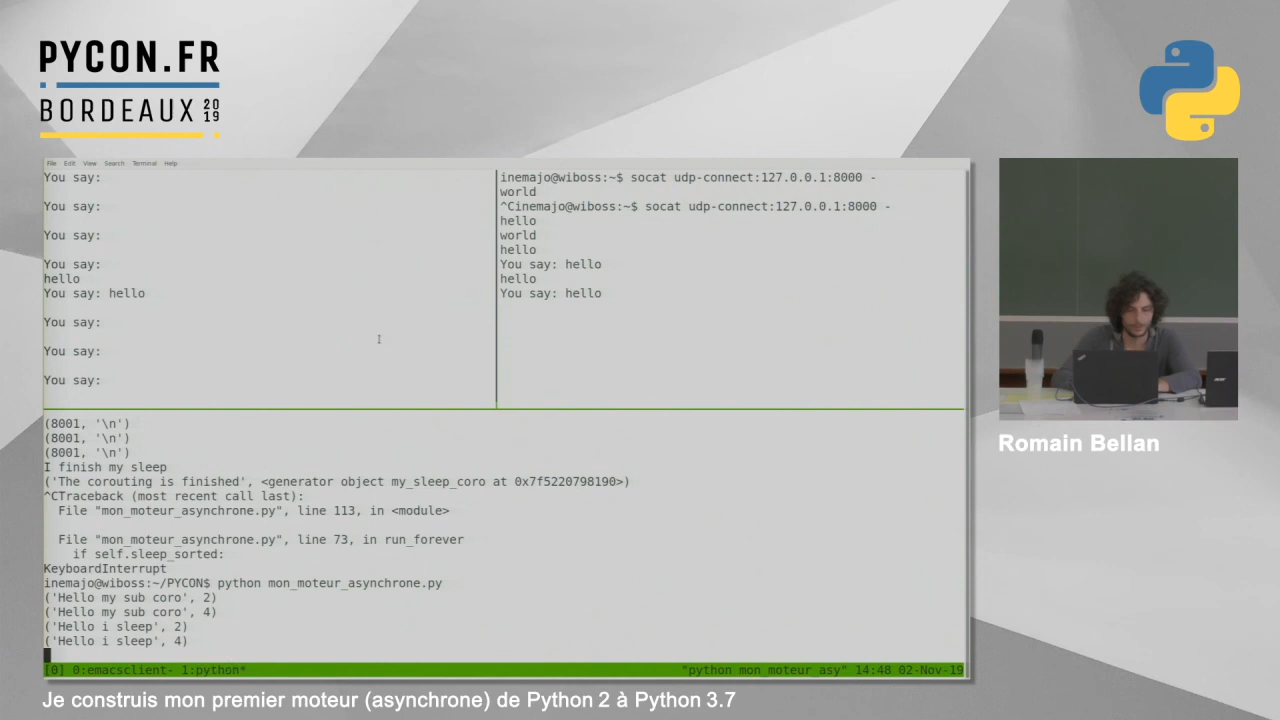 PYCON.FR
BORDEAUX 2019
File Edit View Search Terminal Help
You say:
You say:
You say:
You say:
hello
You say: hello
You say:
You say:
You say:
inemajo@wiboss:~$ socat udp-connect:127.0.0.1:8000 -
world
^Cinemajo@wiboss:~$ socat udp-connect:127.0.0.1:8000 -
hello
world
hello
You say: hello
hello
You say: hello
(8001, '\n')
(8001, '\n')
(8001, '\n')
I finish my sleep
('The corouting is finished', <generator object my_sleep_coro at 0x7f5220798190>)
^CTraceback (most recent call last):
  File "mon_moteur_asynchrone.py", line 113, in <module>
  File "mon_moteur_asynchrone.py", line 73, in run_forever
    if self.sleep_sorted:
KeyboardInterrupt
inemajo@wiboss:~/PYCON$ python mon_moteur_asynchrone.py
('Hello my sub coro', 2)
('Hello my sub coro', 4)
('Hello i sleep', 2)
('Hello i sleep', 4)
[0] 0:emacsclient- 1:python* "python mon_moteur_asy" 14:48 02-Nov-19
Romain Bellan
Je construis mon premier moteur (asynchrone) de Python 2 à Python 3.7